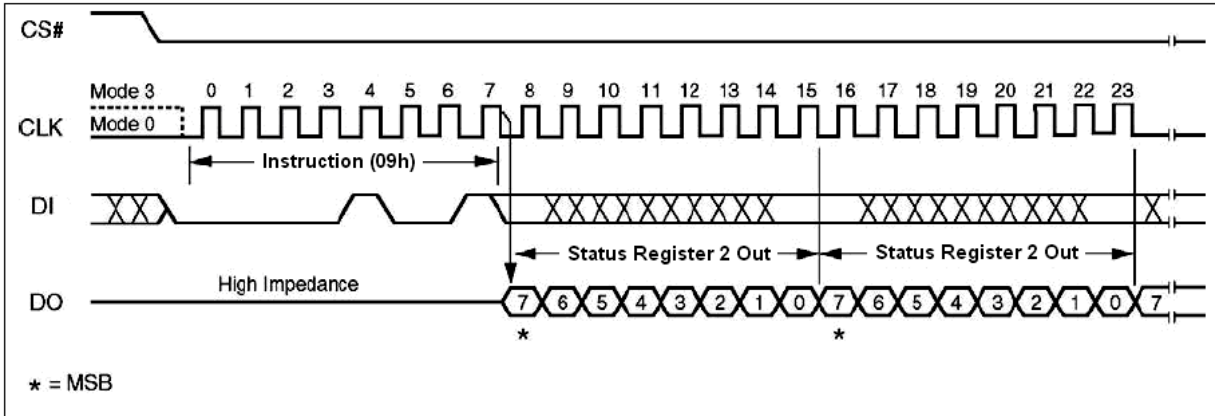 CS#
Mode 3 0 1 2 3 4 5 6 7 8 9 10 11 12 13 14 15 16 17 18 19 20 21 22 23
CLK Mode 0
Instruction (09h)
DI
Status Register 2 Out Status Register 2 Out
High Impedance
DO 7 6 5 4 3 2 1 0 7 6 5 4 3 2 1 0 7
* *
* = MSB